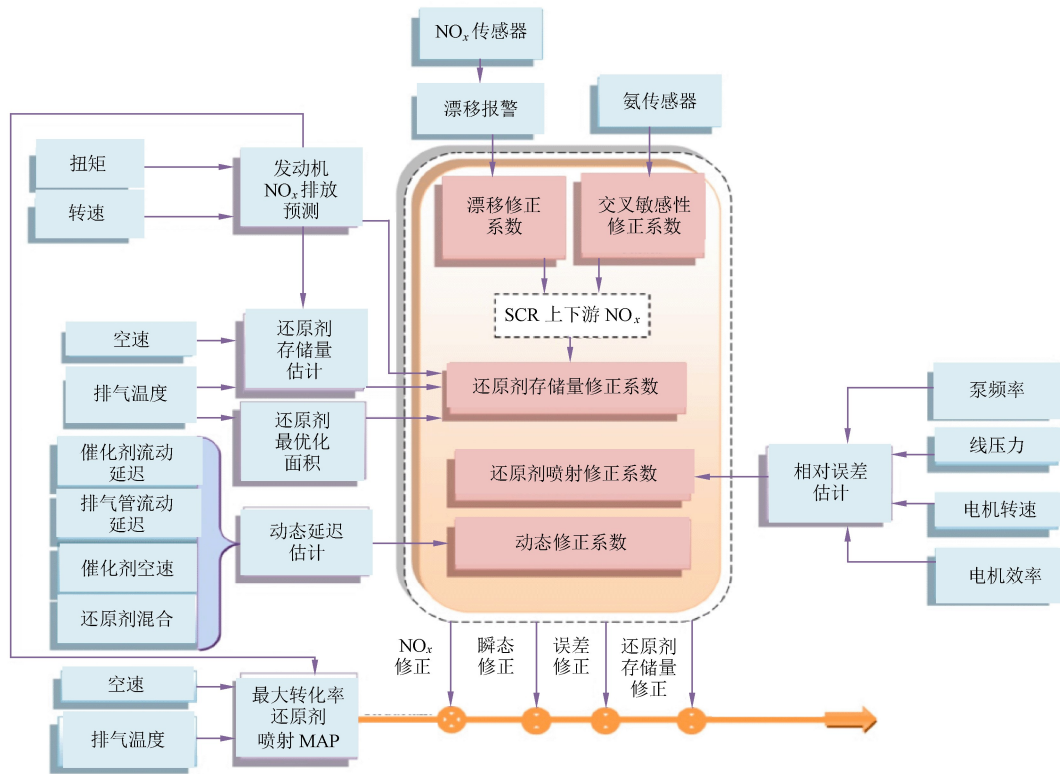 NOx 传感器
漂移报警
氨传感器
扭矩
转速
发动机
NOx 排放
预测
漂移修正
系数
交叉敏感性
修正系数
SCR 上下游 NOx
空速
排气温度
还原剂
存储量
估计
还原剂
最优化
面积
还原剂存储量修正系数
还原剂喷射修正系数
动态修正系数
催化剂流动
延迟
排气管流动
延迟
催化剂空速
还原剂混合
动态延迟
估计
相对误差
估计
泵频率
线压力
电机转速
电机效率
NOx
修正
瞬态
修正
误差
修正
还原剂
存储量
修正
空速
排气温度
最大转化率
还原剂
喷射 MAP